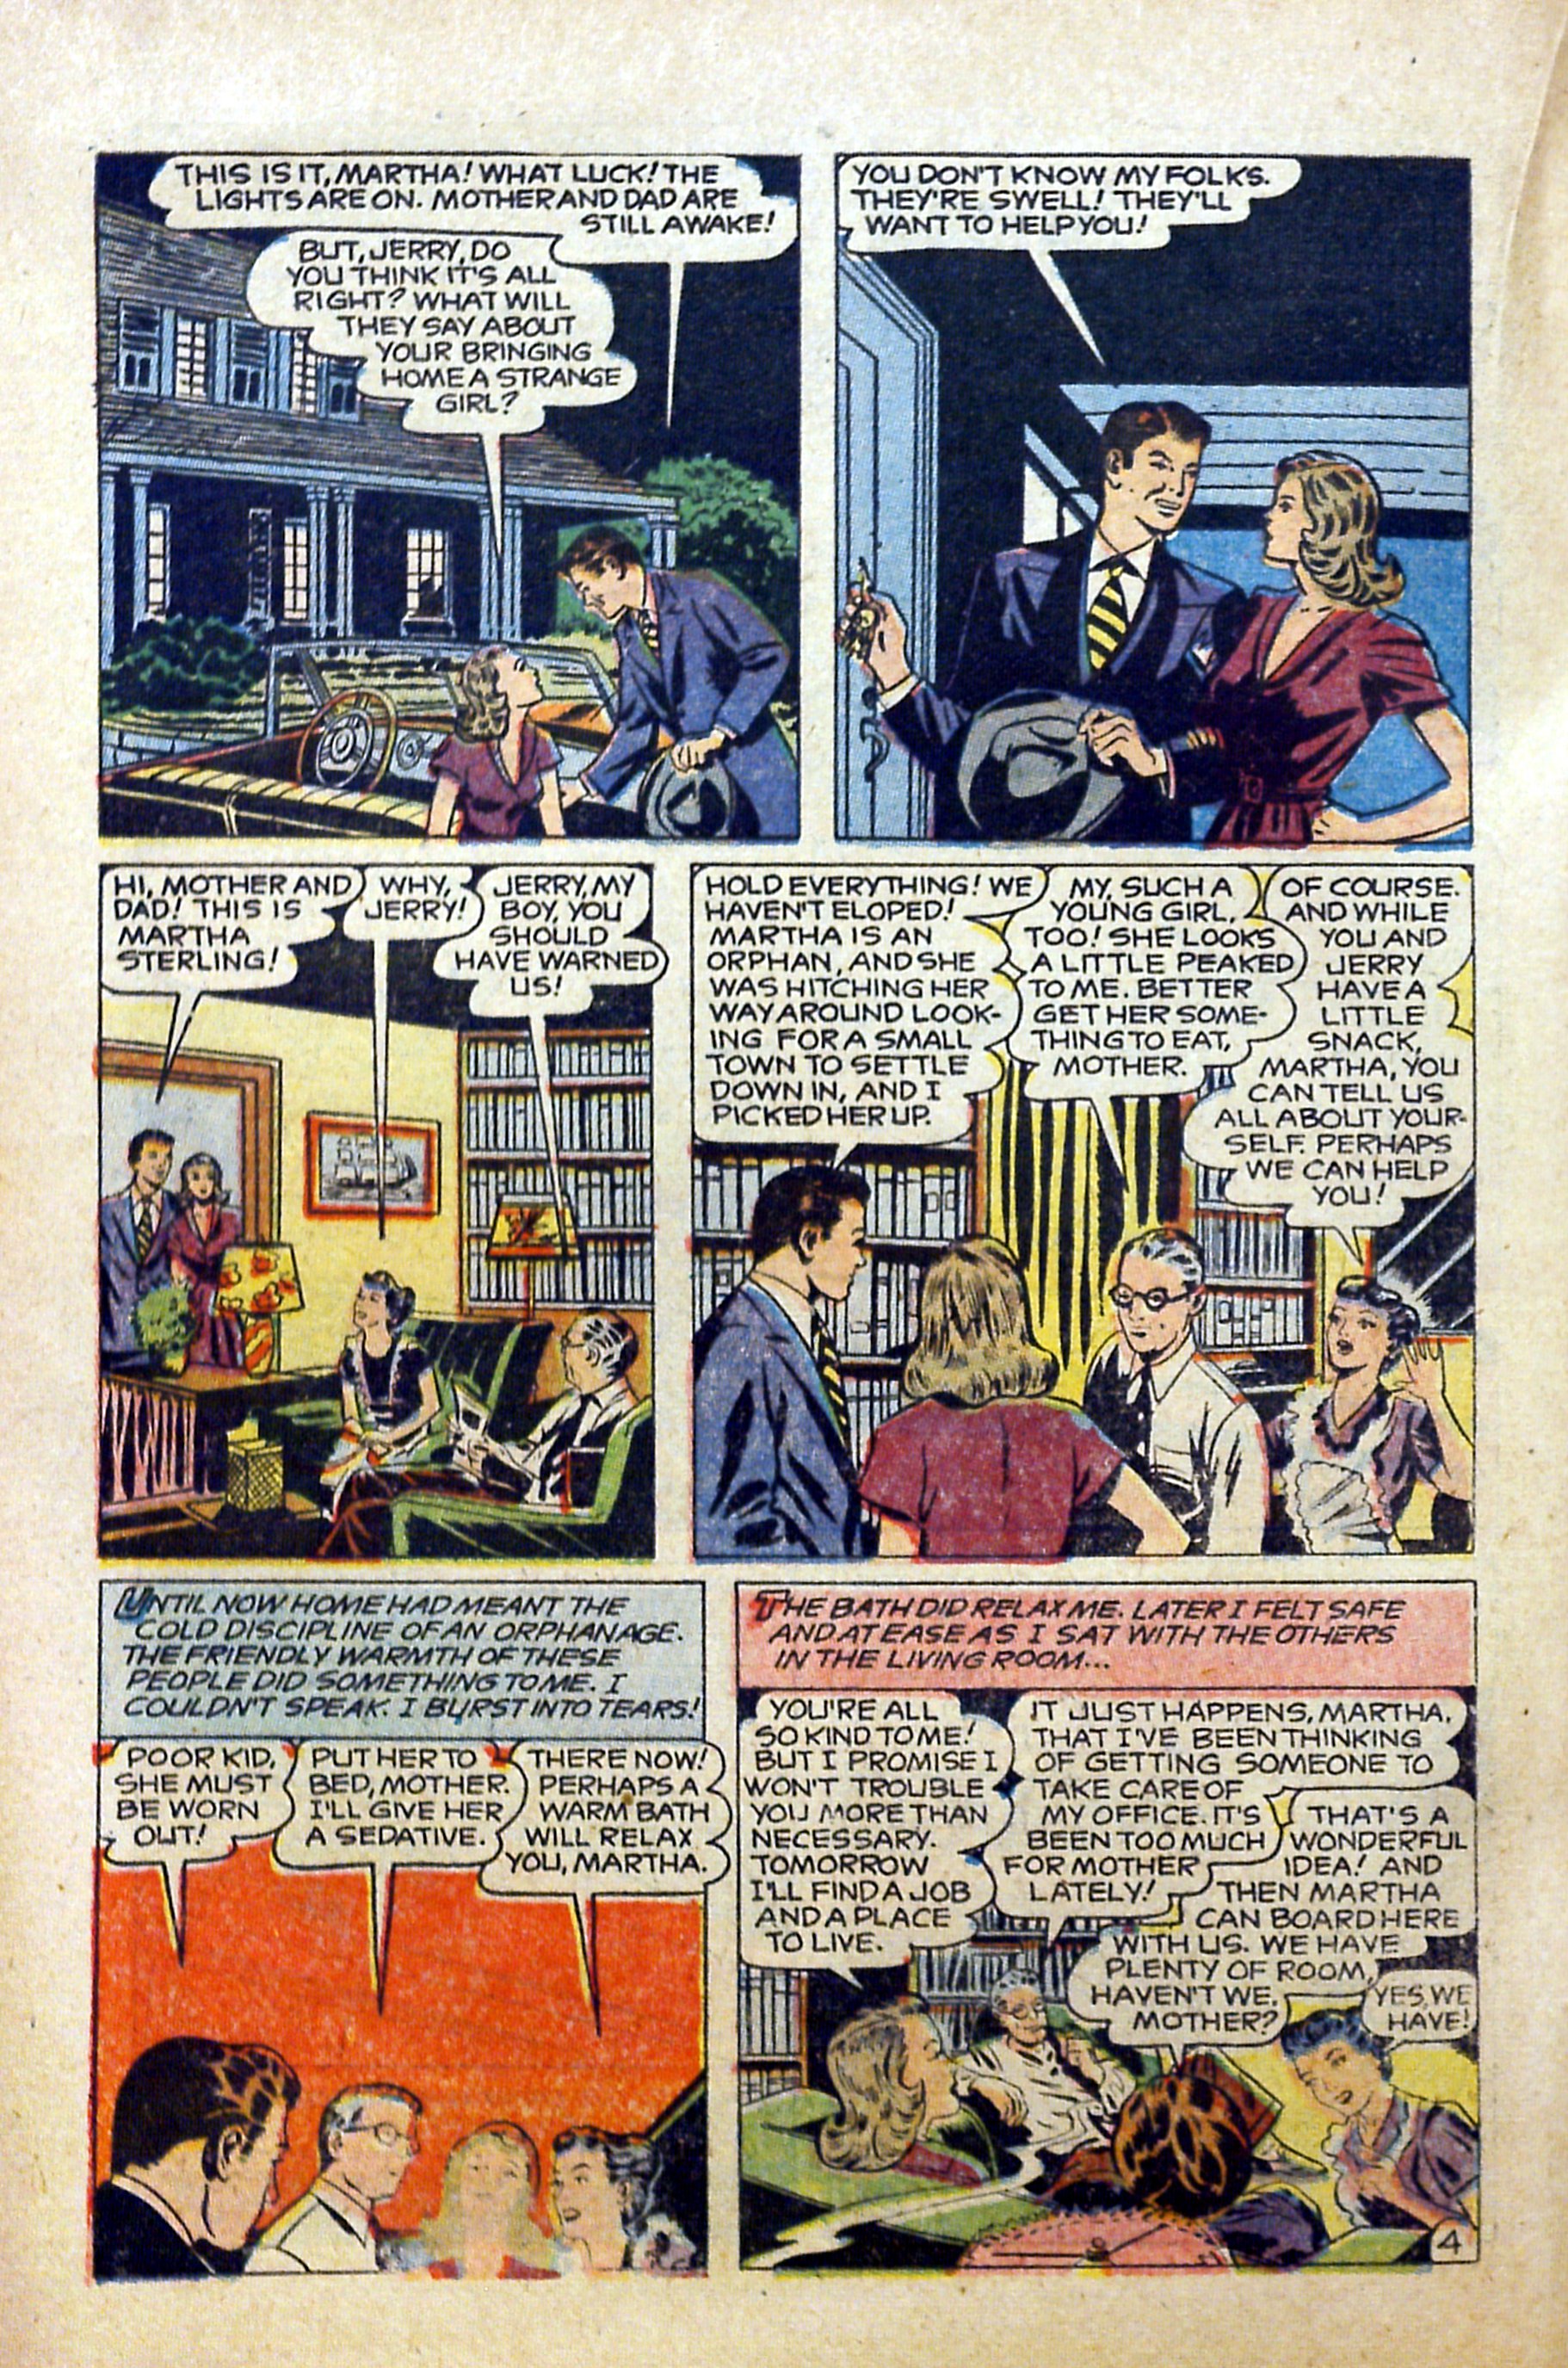 THIS IS IT, MARTHA! WHAT LUCK! THE
LIGHTS ARE ON. MOTHER AND DAD ARE
STILL AWAKE!
BUT, JERRY, DO
YOU THINK IT'S ALL
RIGHT? WHAT WILL
THEY SAY ABOUT
YOUR BRINGING
HOME A STRANGE
GIRL?
YOU DON'T KNOW MY FOLKS.
THEY'RE SWELL! THEY'LL
WANT TO HELP YOU!
HI, MOTHER AND
DAD! THIS IS
MARTHA
STERLING!
WHY,
JERRY!
JERRY, MY
BOY, YOU
SHOULD
HAVE WARNED
US!
HOLD EVERYTHING! WE
HAVEN'T ELOPED!
MARTHA IS AN
ORPHAN, AND SHE
WAS HITCHING HER
WAY AROUND LOOK-
ING FOR A SMALL
TOWN TO SETTLE
DOWN IN, AND I
PICKED HER UP.
MY, SUCH A
YOUNG GIRL,
TOO! SHE LOOKS
A LITTLE PEAKED
TO ME. BETTER
GET HER SOME-
THING TO EAT,
MOTHER.
OF COURSE.
AND WHILE
YOU AND
JERRY
HAVE A
LITTLE
SNACK,
MARTHA, YOU
CAN TELL US
ALL ABOUT YOUR-
SELF. PERHAPS
WE CAN HELP
YOU!
UNTIL NOW HOME HAD MEANT THE
COLD DISCIPLINE OF AN ORPHANAGE.
THE FRIENDLY WARMTH OF THESE
PEOPLE DID SOMETHING TO ME. I
COULDN'T SPEAK. I BURST INTO TEARS!
POOR KID,
SHE MUST
BE WORN
OUT!
PUT HER TO
BED, MOTHER.
I'LL GIVE HER
A SEDATIVE.
THERE NOW!
PERHAPS A
WARM BATH
WILL RELAX
YOU, MARTHA.
THE BATH DID RELAX ME. LATER I FELT SAFE
AND AT EASE AS I SAT WITH THE OTHERS
IN THE LIVING ROOM...
YOU'RE ALL
SO KIND TO ME!
BUT I PROMISE I
WON'T TROUBLE
YOU MORE THAN
NECESSARY.
TOMORROW
I'LL FIND A JOB
AND A PLACE
TO LIVE.
IT JUST HAPPENS, MARTHA,
THAT I'VE BEEN THINKING
OF GETTING SOMEONE TO
TAKE CARE OF
MY OFFICE. IT'S
BEEN TOO MUCH
FOR MOTHER
LATELY!
THAT'S A
WONDERFUL
IDEA! AND
THEN MARTHA
CAN BOARD HERE
WITH US. WE HAVE
PLENTY OF ROOM,
HAVEN'T WE,
MOTHER?
YES, WE
HAVE!
4